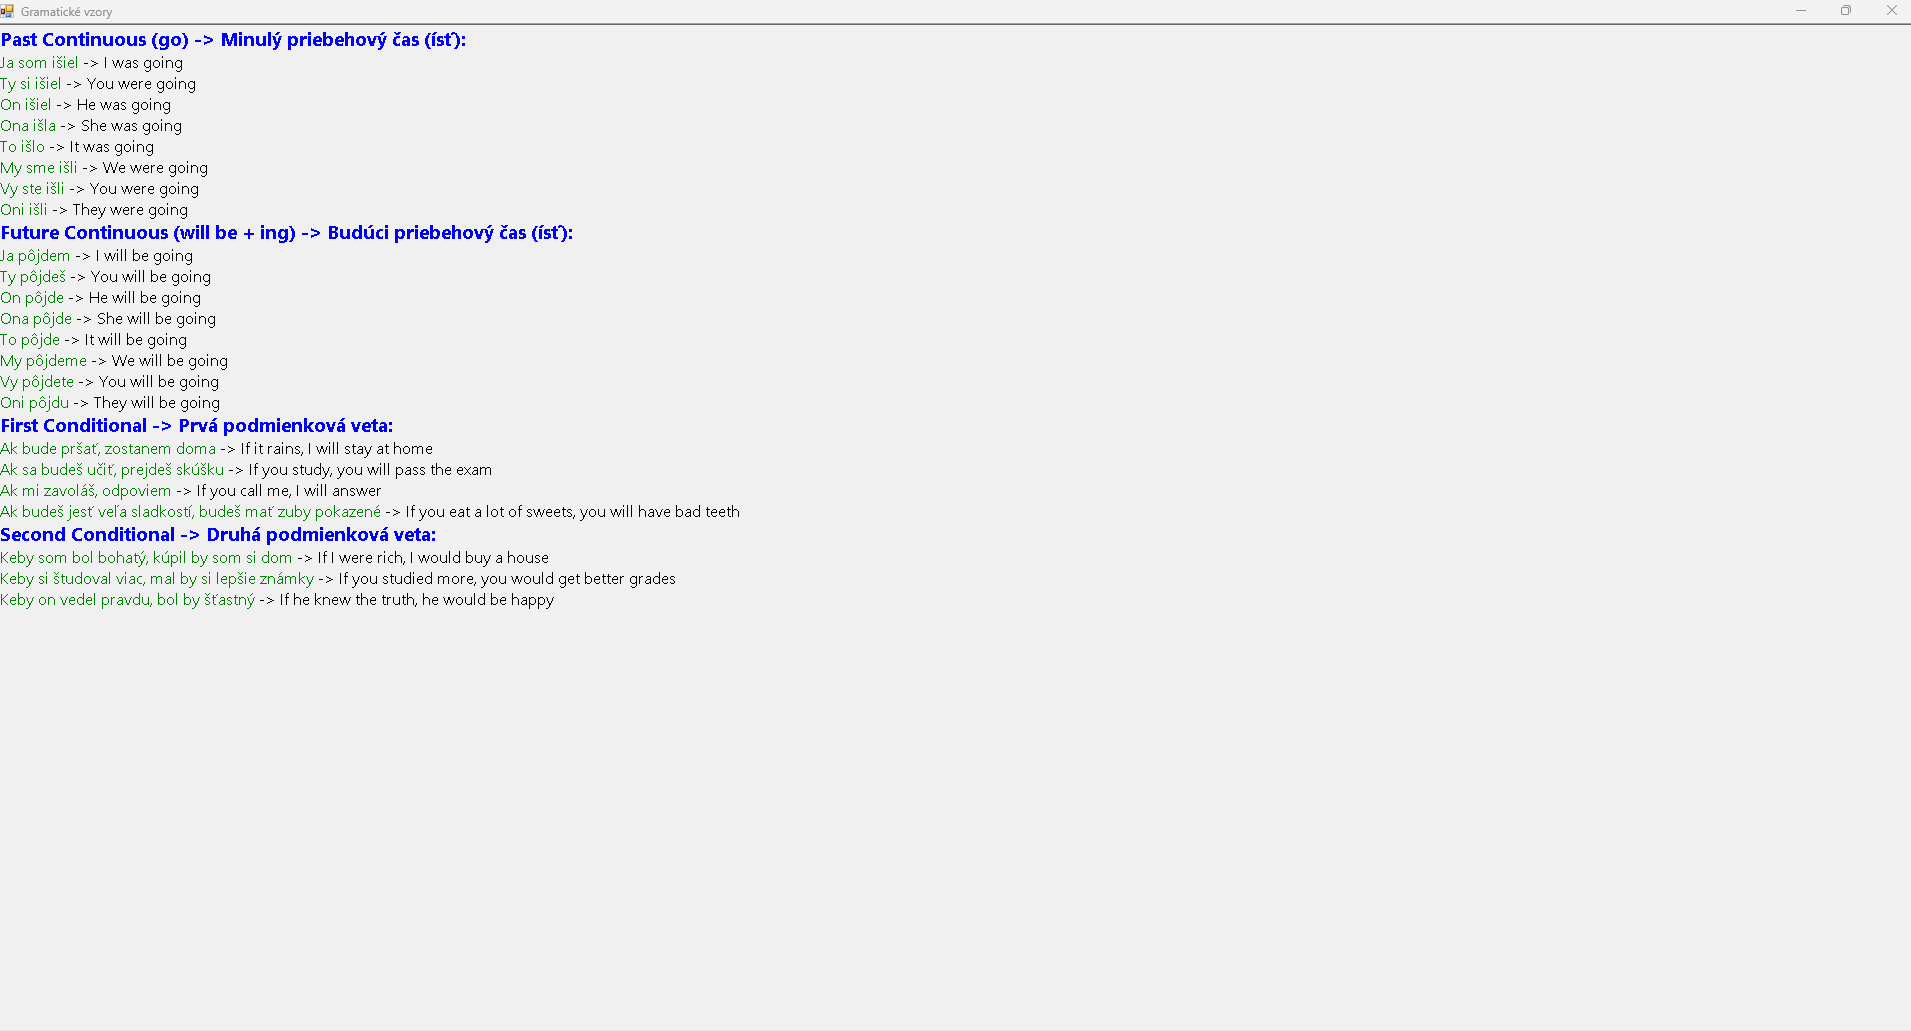 Gramatické vzory
Past Continuous (go) -> Minulý priebehový čas (ísť):
Ja som išiel -> I was going
Ty si išiel -> You were going
On išiel -> He was going
Ona išla -> She was going
To išlo -> It was going
My sme išli -> We were going
Vy ste išli -> You were going
Oni išli -> They were going
Future Continuous (will be + ing) -> Budúci priebehový čas (ísť):
Ja pôjdem -> I will be going
Ty pôjdeš -> You will be going
On pôjde -> He will be going
Ona pôjde -> She will be going
To pôjde -> It will be going
My pôjdeme -> We will be going
Vy pôjdete -> You will be going
Oni pôjdu -> They will be going
First Conditional -> Prvá podmienková veta:
Ak bude pršať, zostanem doma -> If it rains, I will stay at home
Ak sa budeš učiť, prejdeš skúšku -> If you study, you will pass the exam
Ak mi zavoláš, odpoviem -> If you call me, I will answer
Ak budeš jesť veľa sladkostí, budeš mať zuby pokazené -> If you eat a lot of sweets, you will have bad teeth
Second Conditional -> Druhá podmienková veta:
Keby som bol bohatý, kúpil by som si dom -> If I were rich, I would buy a house
Keby si študoval viac, mal by si lepšie známky -> If you studied more, you would get better grades
Keby on vedel pravdu, bol by šťastný -> If he knew the truth, he would be happy